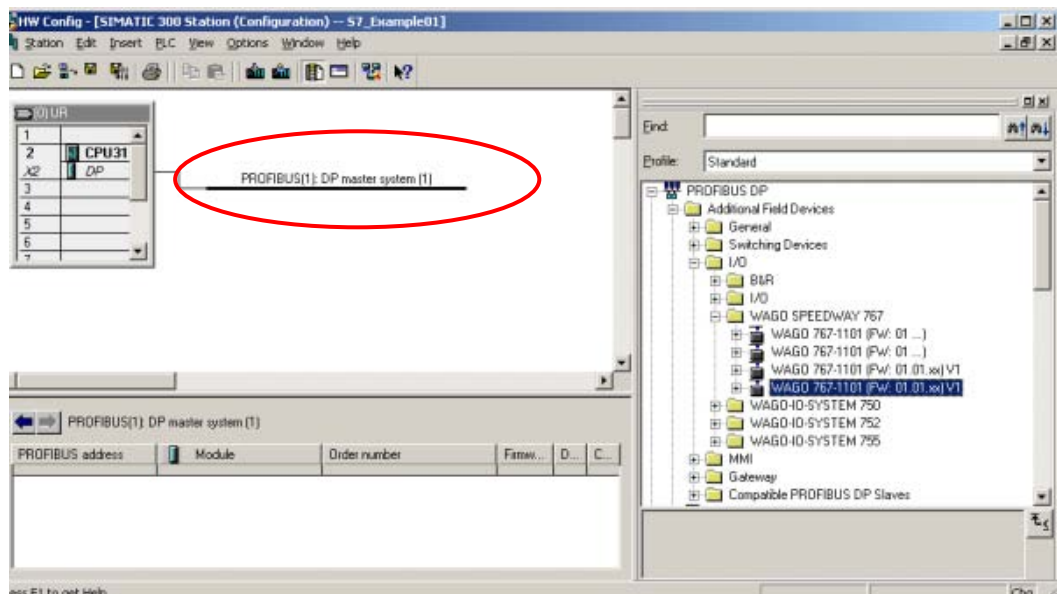 HW Config - [SIMATIC 300 Station (Configuration) -- S7_Example01]
Station Edit Insert PLC View Options Window Help
(0) UR
1
2 CPU31
X2 DP
3
4
5
6
7
PROFIBUS(1): DP master system (1)
Find:
Profile: Standard
PROFIBUS DP
Additional Field Devices
General
Switching Devices
I/O
B&R
I/O
WAGO SPEEDWAY 767
WAGO 767-1101 (FW: 01 ...)
WAGO 767-1101 (FW: 01 ...)
WAGO 767-1101 (FW: 01.01.xx) V1
WAGO 767-1101 (FW: 01.01.xx) V1
WAGO-IO-SYSTEM 750
WAGO-IO-SYSTEM 752
WAGO-IO-SYSTEM 755
MMI
Gateway
Compatible PROFIBUS DP Slaves
PROFIBUS(1): DP master system (1)
PROFIBUS address Module Order number Firmw... D... C...
ess F1 to get Help. Chg